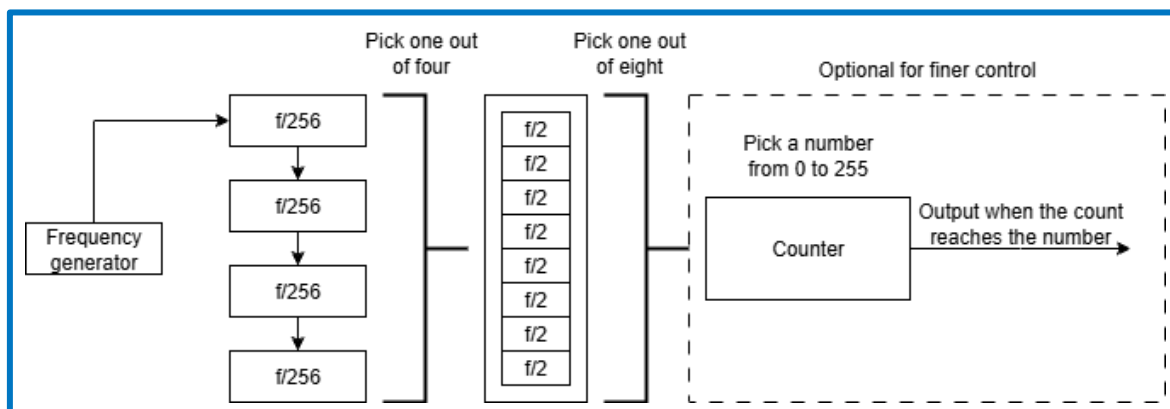 Pick one out
of four
Pick one out
of eight
Optional for finer control
f/256
f/256
f/256
f/256
Frequency
generator
f/2
f/2
f/2
f/2
f/2
f/2
f/2
f/2
Pick a number
from 0 to 255
Counter
Output when the count
reaches the number